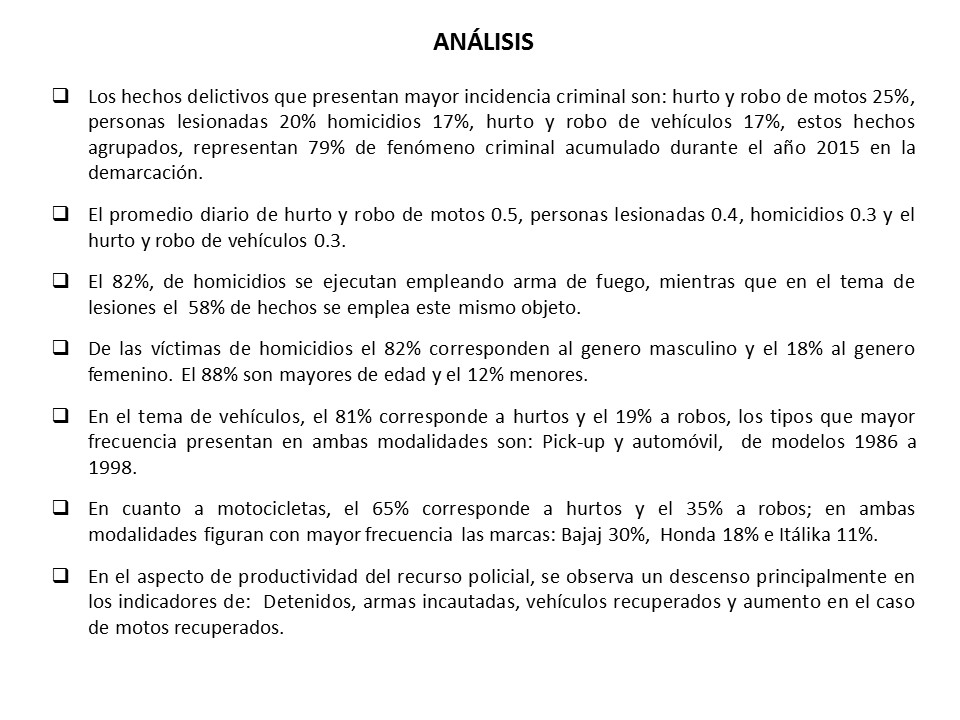 ANÁLISIS
Los hechos delictivos que presentan mayor incidencia criminal son: hurto y robo de motos 25%,
personas lesionadas 20% homicidios 17%, hurto y robo de vehículos 17%, estos hechos
agrupados, representan 79% de fenómeno criminal acumulado durante el año 2015 en la
demarcación.
El promedio diario de hurto y robo de motos 0.5, personas lesionadas 0.4, homicidios 0.3 y el
hurto y robo de vehículos 0.3.
El 82%, de homicidios se ejecutan empleando arma de fuego, mientras que en el tema de
lesiones el 58% de hechos se emplea este mismo objeto.
De las víctimas de homicidios el 82% corresponden al genero masculino y el 18% al genero
femenino. El 88% son mayores de edad y el 12% menores.
En el tema de vehículos, el 81% corresponde a hurtos y el 19% a robos, los tipos que mayor
frecuencia presentan en ambas modalidades son: Pick-up y automóvil, de modelos 1986 a
1998.
En cuanto a motocicletas, el 65% corresponde a hurtos y el 35% a robos; en ambas
modalidades figuran con mayor frecuencia las marcas: Bajaj 30%, Honda 18% e Itálika 11%.
En el aspecto de productividad del recurso policial, se observa un descenso principalmente en
los indicadores de: Detenidos, armas incautadas, vehículos recuperados y aumento en el caso
de motos recuperados.